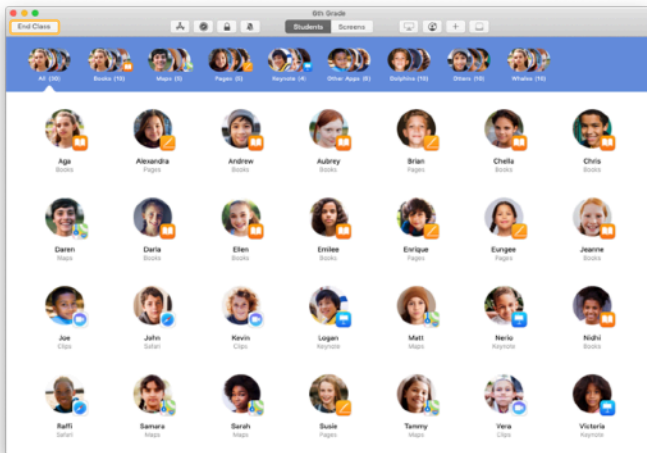 6th Grade
End Class
Students Screens
All (30) Books (10) Maps (5) Pages (5) Keynote (4) Other Apps (6) Dolphins (10) Otters (10) Whales (10)
Aga Alexandra Andrew Aubrey Brian Chella Chris
Books Pages Books Books Pages Books Books
Daren Daria Ellen Emilee Enrique Eungee Jeanne
Maps Books Books Books Pages Pages Books
Joe John Kevin Logan Matt Nerio Nidhi
Clips Safari Clips Keynote Maps Keynote Books
Raffi Samara Sarah Susie Tammy Vera Victoria
Safari Maps Maps Pages Maps Clips Keynote